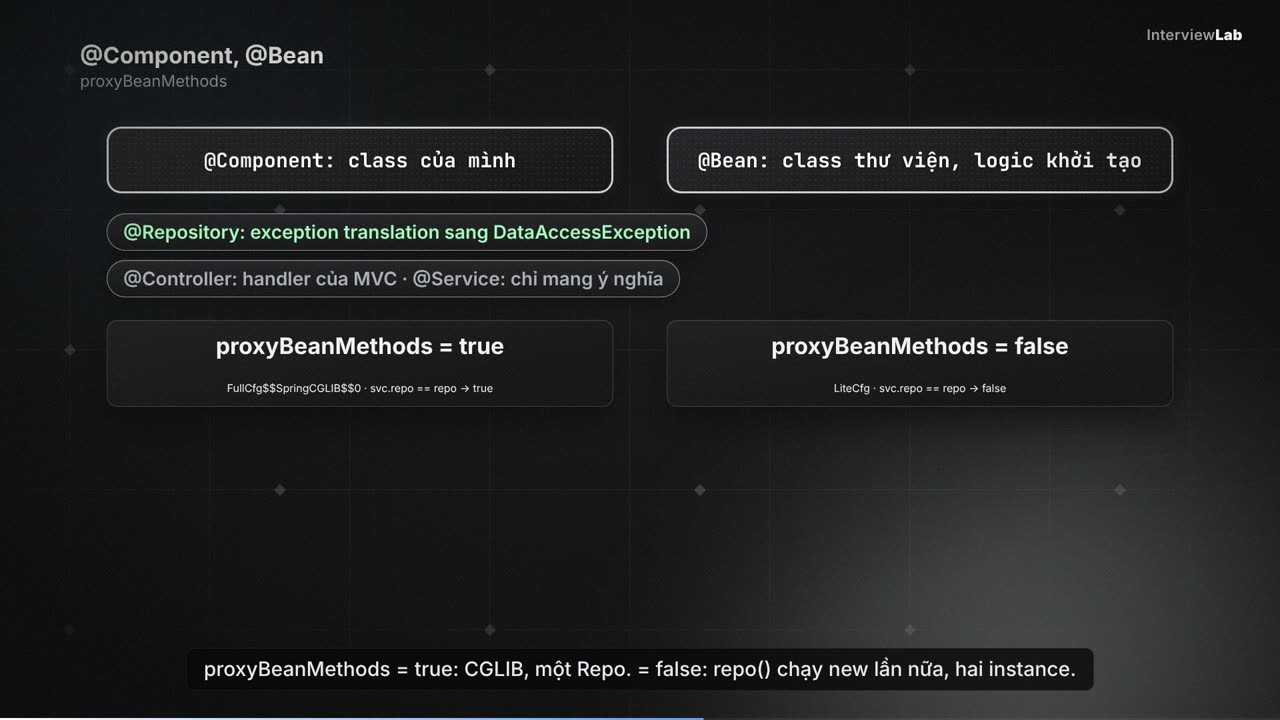 @Component, @Bean
InterviewLab
proxyBeanMethods
@Component: class của mình
@Bean: class thư viện, logic khởi tạo
@Repository: exception translation sang DataAccessException
@Controller: handler của MVC · @Service: chỉ mang ý nghĩa
proxyBeanMethods = true
FullCfg$$SpringCGLIB$$0 · svc.repo == repo → true
proxyBeanMethods = false
LiteCfg · svc.repo == repo → false
proxyBeanMethods = true: CGLIB, một Repo. = false: repo() chạy new lần nữa, hai instance.